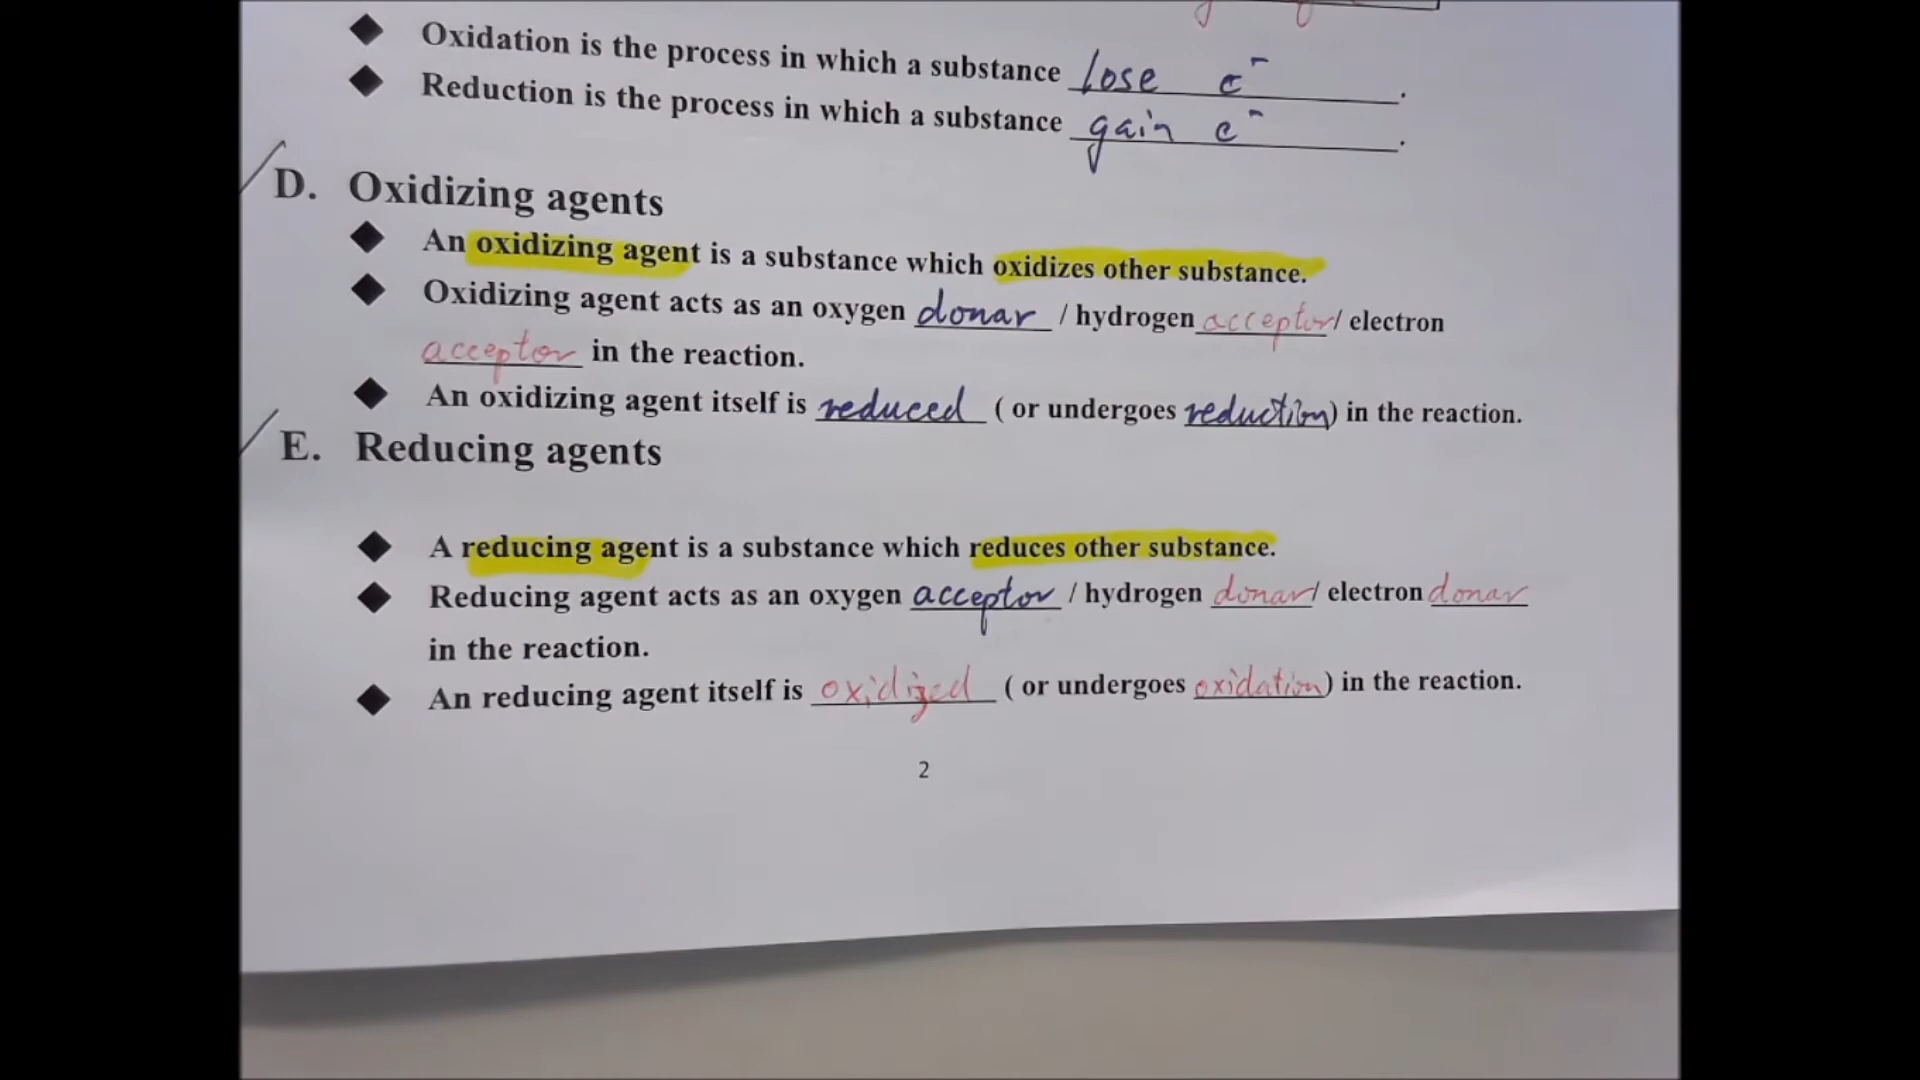 ◆ Oxidation is the process in which a substance lose e⁻.
◆ Reduction is the process in which a substance gain e⁻.
D. Oxidizing agents
◆ An oxidizing agent is a substance which oxidizes other substance.
◆ Oxidizing agent acts as an oxygen donar / hydrogen acceptor/ electron
acceptor in the reaction.
◆ An oxidizing agent itself is reduced ( or undergoes reduction) in the reaction.
E. Reducing agents
◆ A reducing agent is a substance which reduces other substance.
◆ Reducing agent acts as an oxygen acceptor / hydrogen donar/ electron donar
in the reaction.
◆ An reducing agent itself is oxidized ( or undergoes oxidation) in the reaction.
2